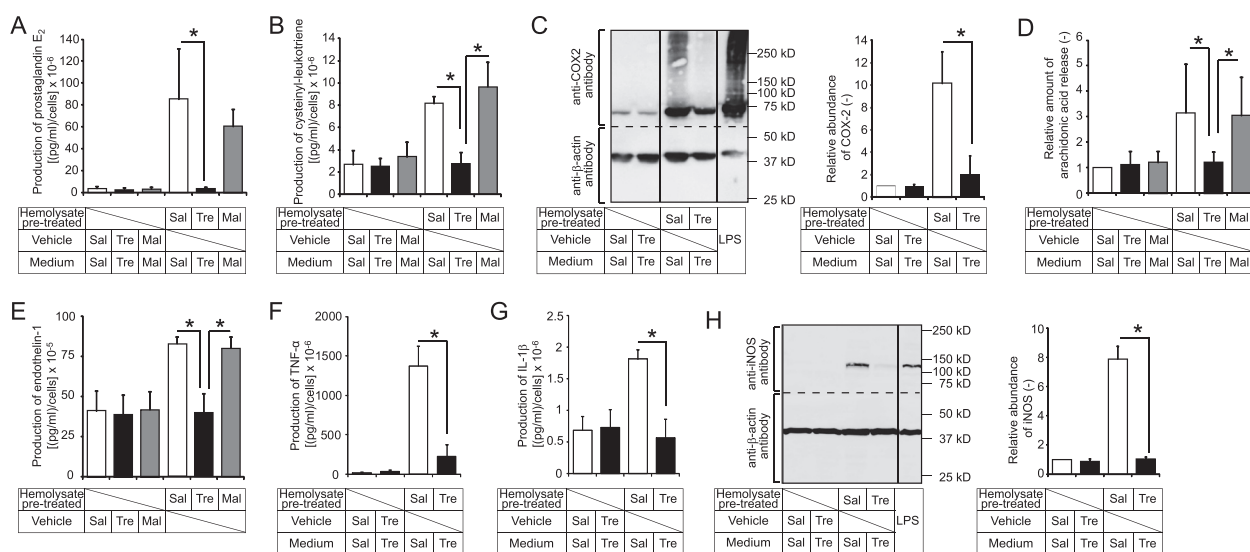 A
Production of prostaglandin E2
[(pg/ml)/cells] x 10-6
140
120
100
80
60
40
20
0
*
Hemolysate
pre-treated
Sal Tre Mal
Vehicle Sal Tre Mal
Medium Sal Tre Mal Sal Tre Mal
B
Production of cysteinyl-leukotriene
[(pg/ml)/cells] x 10-6
14
12
10
8
6
4
2
0
* *
Hemolysate
pre-treated
Sal Tre Mal
Vehicle Sal Tre Mal
Medium Sal Tre Mal Sal Tre Mal
C
anti-COX2
antibody
anti-β-actin
antibody
250 kD
150 kD
100 kD
75 kD
50 kD
37 kD
25 kD
Hemolysate
pre-treated
Sal Tre
Vehicle Sal Tre
Medium Sal Tre Sal Tre
LPS
Relative abundance
of COX-2 (-)
14
12
10
8
6
4
2
0
*
Hemolysate
pre-treated
Sal Tre
Vehicle Sal Tre
Medium Sal Tre Sal Tre
D
Relative amount of
arachidonic acid release (-)
6
5
4
3
2
1
0
* *
Hemolysate
pre-treated
Sal Tre Mal
Vehicle Sal Tre Mal
Medium Sal Tre Mal Sal Tre Mal
E
Production of endothelin-1
[(pg/ml)/cells] x 10-5
100
75
50
25
0
* *
Hemolysate
pre-treated
Sal Tre Mal
Vehicle Sal Tre Mal
F
Production of TNF-α
[(pg/ml)/cells] x 10-6
2000
1500
1000
500
0
*
Hemolysate
pre-treated
Sal Tre
Vehicle Sal Tre
Medium Sal Tre Sal Tre
G
Production of IL-1β
[(pg/ml)/cells] x 10-6
2.5
2
1.5
1
0.5
0
*
Hemolysate
pre-treated
Sal Tre
Vehicle Sal Tre
Medium Sal Tre Sal Tre
H
anti-iNOS
antibody
anti-β-actin
antibody
250 kD
150 kD
100 kD
75 kD
50 kD
37 kD
25 kD
Hemolysate
pre-treated
Sal Tre
Vehicle Sal Tre
Medium Sal Tre Sal Tre
LPS
Relative abundance
of iNOS (-)
10
8
6
4
2
0
*
Hemolysate
pre-treated
Sal Tre
Vehicle Sal Tre
Medium Sal Tre Sal Tre